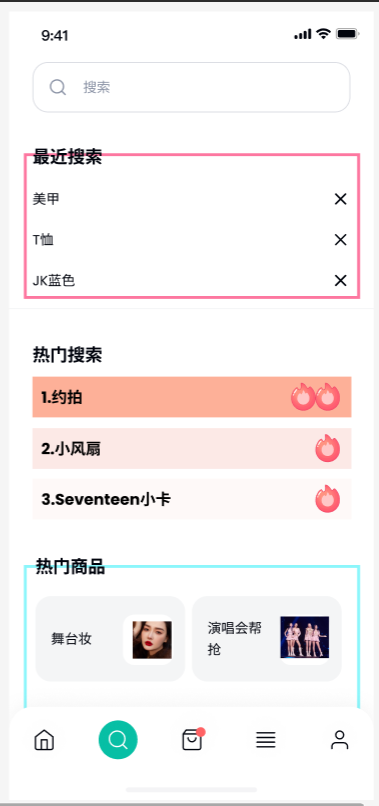 9:41
搜索
最近搜索
美甲
T恤
JK蓝色
热门搜索
1.约拍
2.小风扇
3.Seventeen小卡
热门商品
舞台妆
演唱会帮
抢